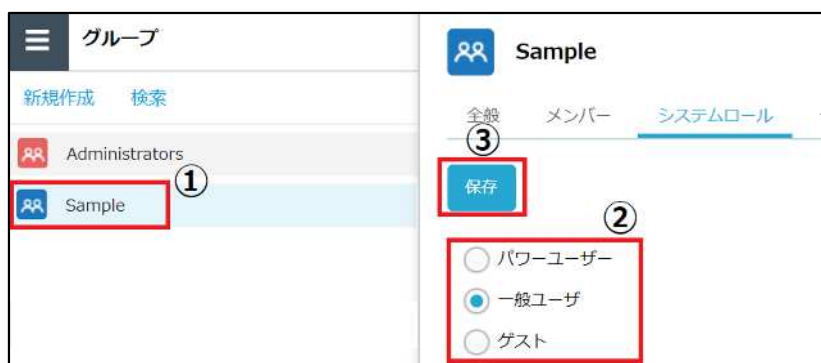 グループ
新規作成 検索
Administrators
① Sample
Sample
全般 メンバー システムロール
③
保存
②
パワーユーザー
一般ユーザ
ゲスト